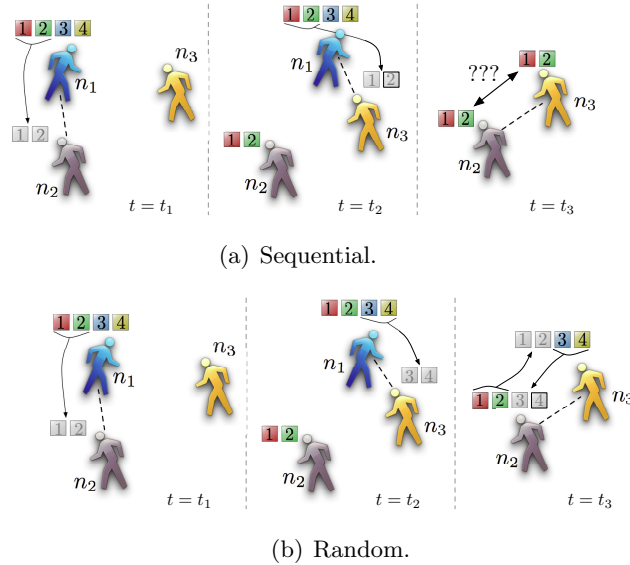 1 2 3 4
n1
n3
1 2
n2
t = t1
1 2 3 4
n1
1 2
n3
1 2
n2
t = t2
1 2
???
n3
1 2
n2
t = t3
(a) Sequential.
1 2 3 4
n1
n3
1 2
n2
t = t1
1 2 3 4
n1
3 4
n3
1 2
n2
t = t2
1 2 3 4
1 2 3 4
n3
n2
t = t3
(b) Random.